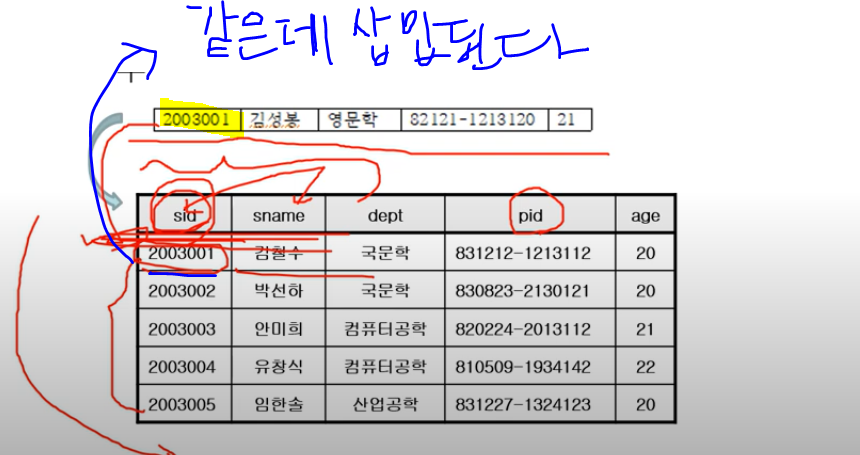 같은데 삽입된다
2003001 김성봉 영문학 82121-1213120 21
sid sname dept pid age
2003001 김철수 국문학 831212-1213112 20
2003002 박선하 국문학 830823-2130121 20
2003003 안미희 컴퓨터공학 820224-2013112 21
2003004 유창식 컴퓨터공학 810509-1934142 22
2003005 임한솔 산업공학 831227-1324123 20